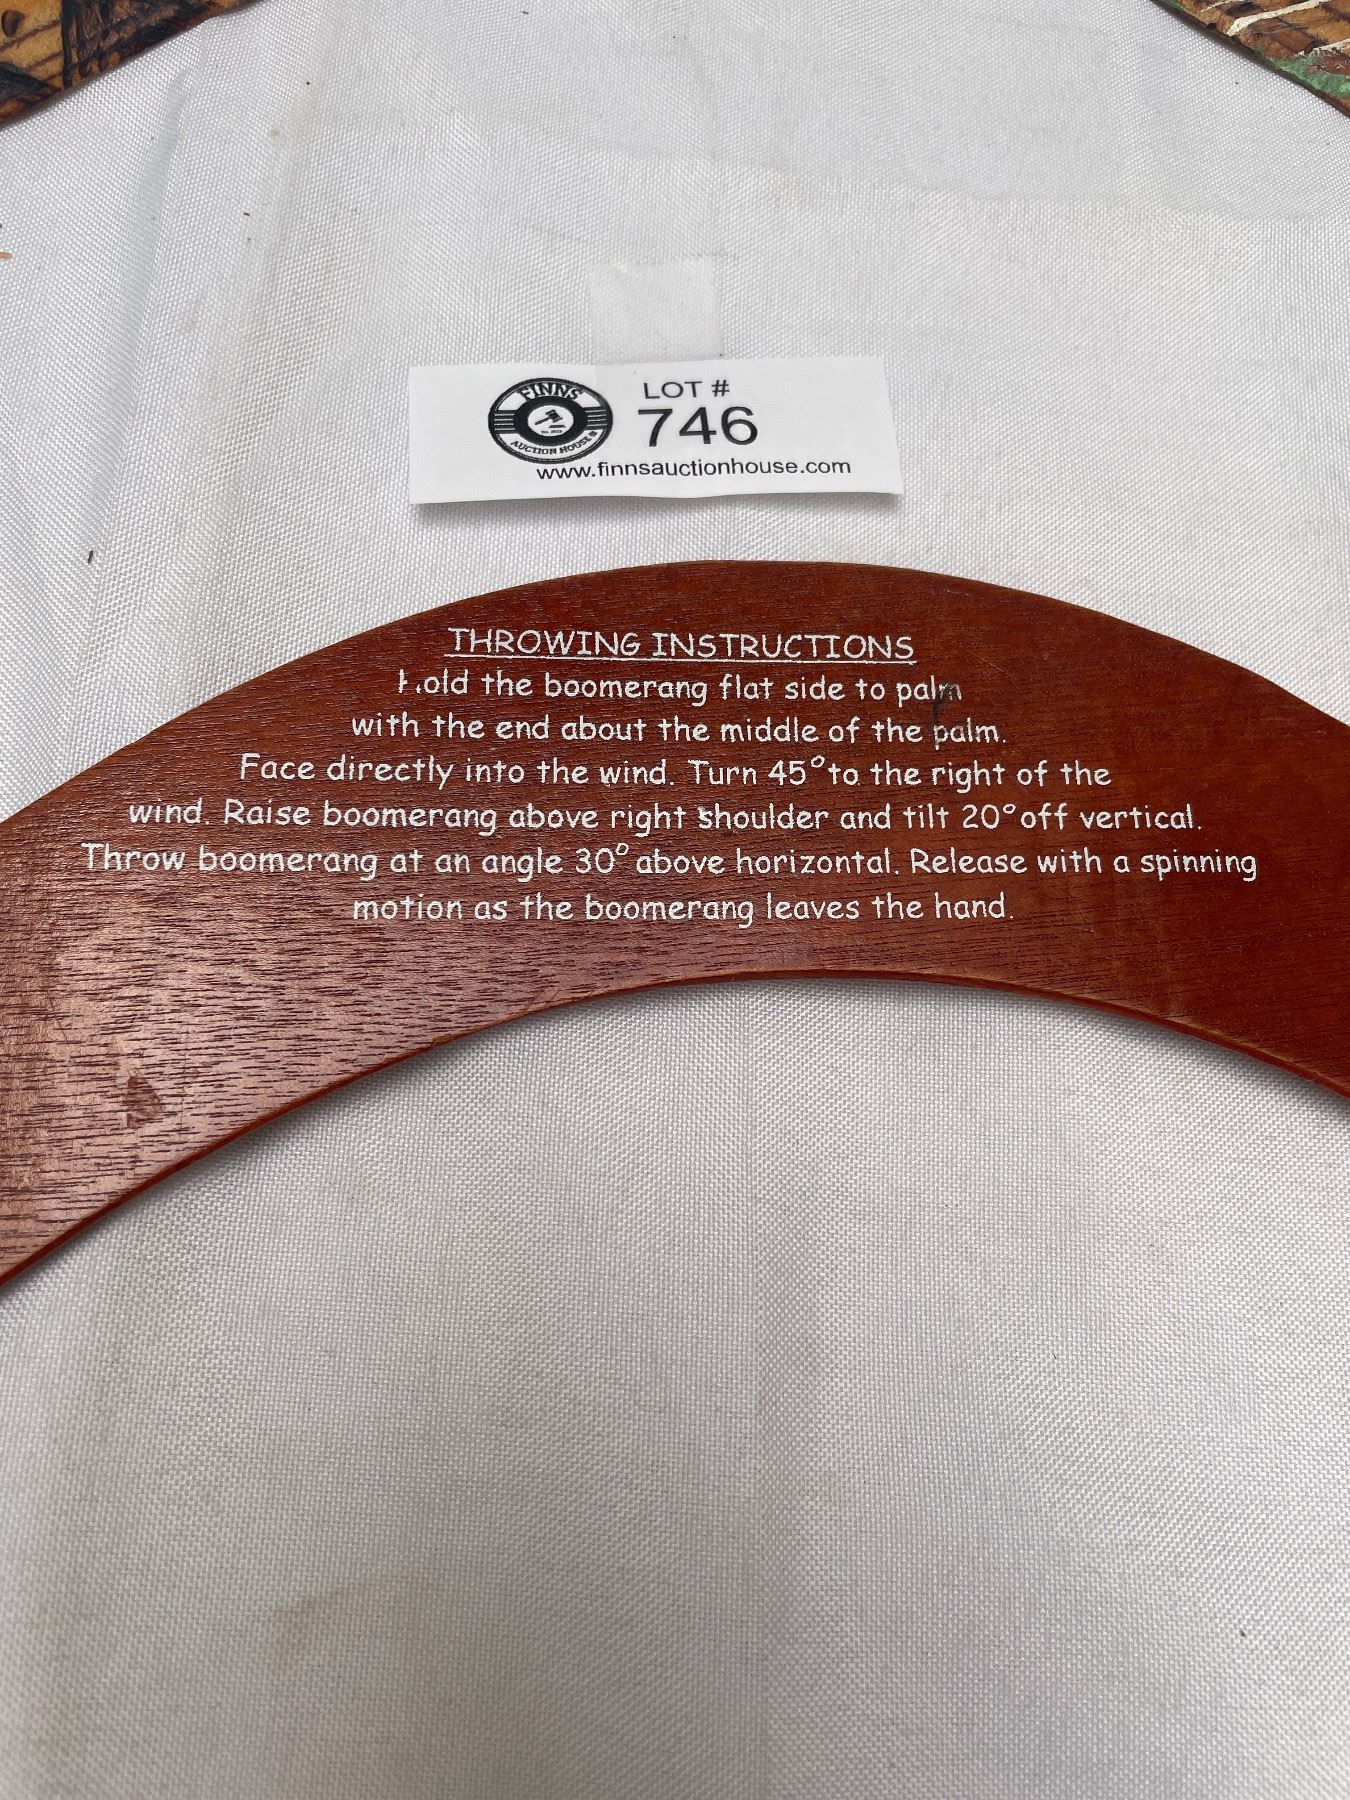 FINNS
AUCTION HOUSE
LOT #
746
www.finnsauctionhouse.com
THROWING INSTRUCTIONS
Hold the boomerang flat side to palm
with the end about the middle of the palm.
Face directly into the wind. Turn 45° to the right of the
wind. Raise boomerang above right shoulder and tilt 20° off vertical.
Throw boomerang at an angle 30° above horizontal. Release with a spinning
motion as the boomerang leaves the hand.